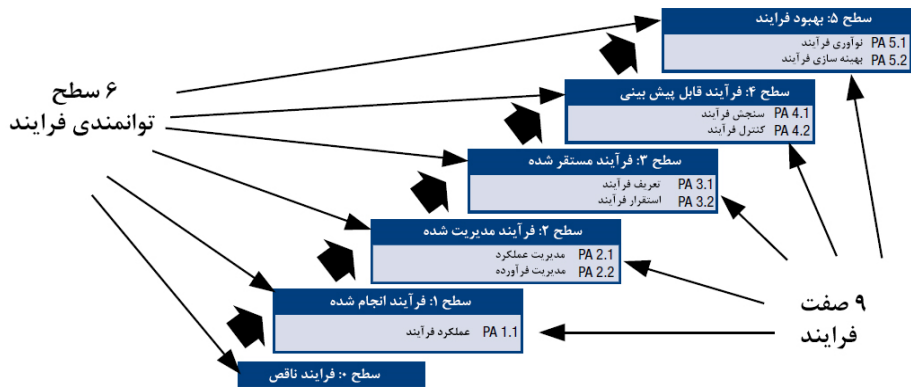 سطح ۵: بهبود فرایند
PA 5.1 نوآوری فرآیند
PA 5.2 بهینه سازی فرآیند
۶ سطح
توانمندی فرایند
سطح ۴: فرآیند قابل پیش بینی
PA 4.1 سنجش فرآیند
PA 4.2 کنترل فرآیند
سطح ۳: فرآیند مستقر شده
PA 3.1 تعریف فرآیند
PA 3.2 استقرار فرآیند
سطح ۲: فرآیند مدیریت شده
PA 2.1 مدیریت عملکرد
PA 2.2 مدیریت فرآورده
۹ صفت
فرایند
سطح ۱: فرآیند انجام شده
PA 1.1 عملکرد فرآیند
سطح ۰: فرایند ناقص